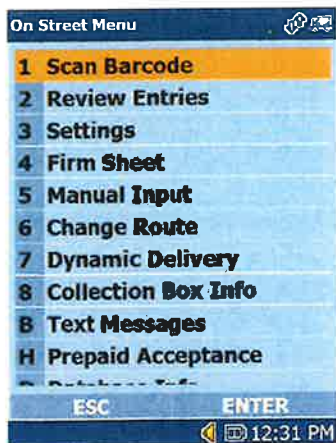 On Street Menu
1 Scan Barcode
2 Review Entries
3 Settings
4 Firm Sheet
5 Manual Input
6 Change Route
7 Dynamic Delivery
8 Collection Box Info
B Text Messages
H Prepaid Acceptance
ESC ENTER
12:31 PM